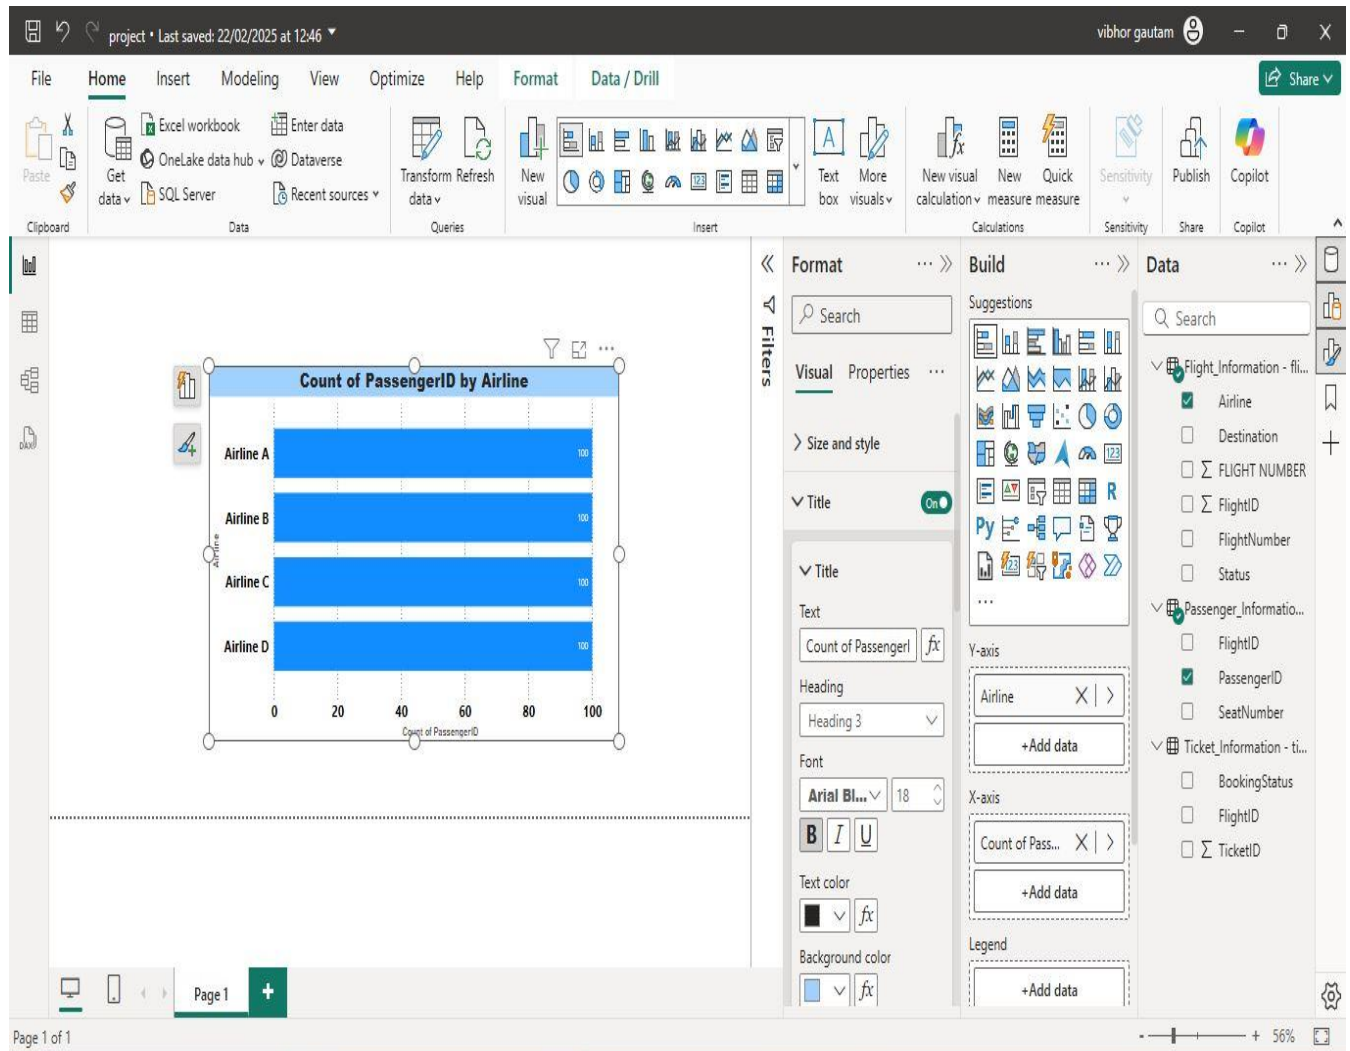 project • Last saved: 22/02/2025 at 12:46
vibhor gautam
File Home Insert Modeling View Optimize Help Format Data / Drill
Share
Paste
Get data
Excel workbook
OneLake data hub
SQL Server
Enter data
Dataverse
Recent sources
Transform data
Refresh
New visual
Text box
More visuals
New visual calculation
New measure
Quick measure
Sensitivity
Publish
Copilot
Clipboard Data Queries Insert Calculations Sensitivity Share Copilot
Count of PassengerID by Airline
Airline
Airline A 100
Airline B 100
Airline C 100
Airline D 100
0 20 40 60 80 100
Count of PassengerID
Filters
Format
Search
Visual Properties
Size and style
Title On
Title
Text
Count of PassengerI
Heading
Heading 3
Font
Arial Bl... 18
B I U
Text color
Background color
Build
Suggestions
123
R
Py
123
...
Y-axis
Airline
+Add data
X-axis
Count of Pass...
+Add data
Legend
+Add data
Data
Search
Flight_Information - fli...
Airline
Destination
∑ FLIGHT NUMBER
∑ FlightID
FlightNumber
Status
Passenger_Informatio...
FlightID
PassengerID
SeatNumber
Ticket_Information - ti...
BookingStatus
FlightID
∑ TicketID
Page 1
Page 1 of 1
56%